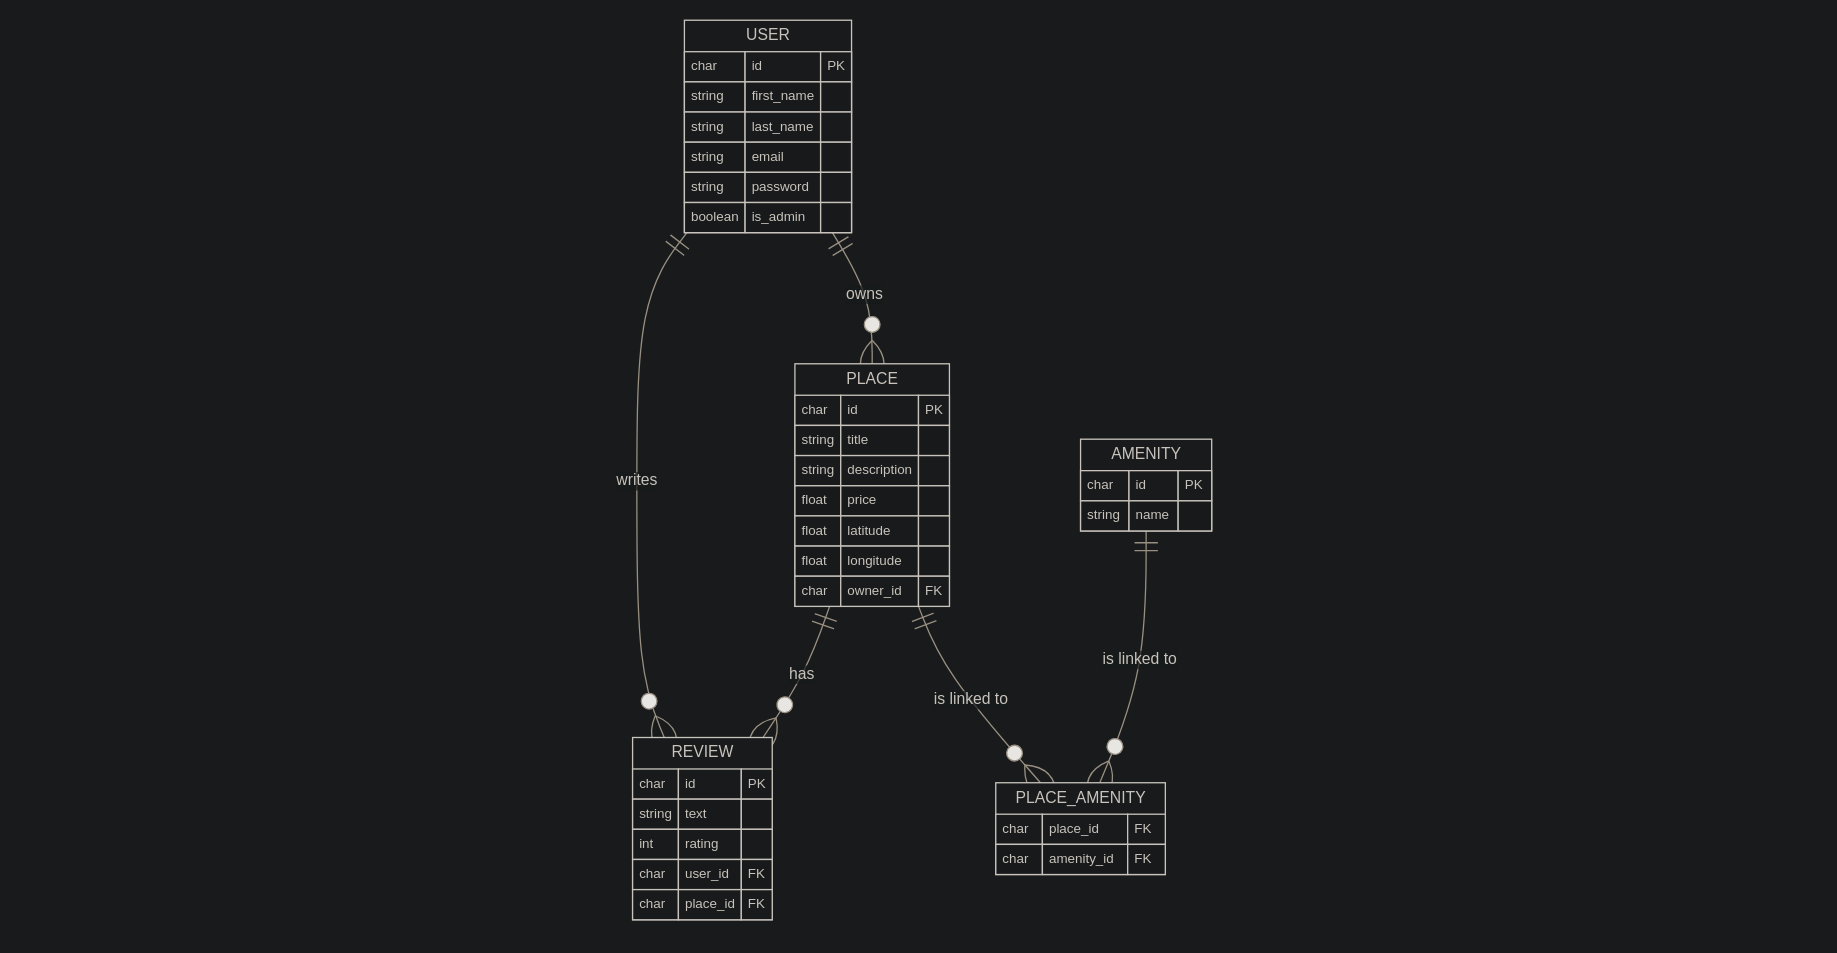 USER
char id PK
string first_name
string last_name
string email
string password
boolean is_admin
owns
PLACE
char id PK
string title
string description
float price
float latitude
float longitude
char owner_id FK
AMENITY
char id PK
string name
writes
has
is linked to
is linked to
REVIEW
char id PK
string text
int rating
char user_id FK
char place_id FK
PLACE_AMENITY
char place_id FK
char amenity_id FK